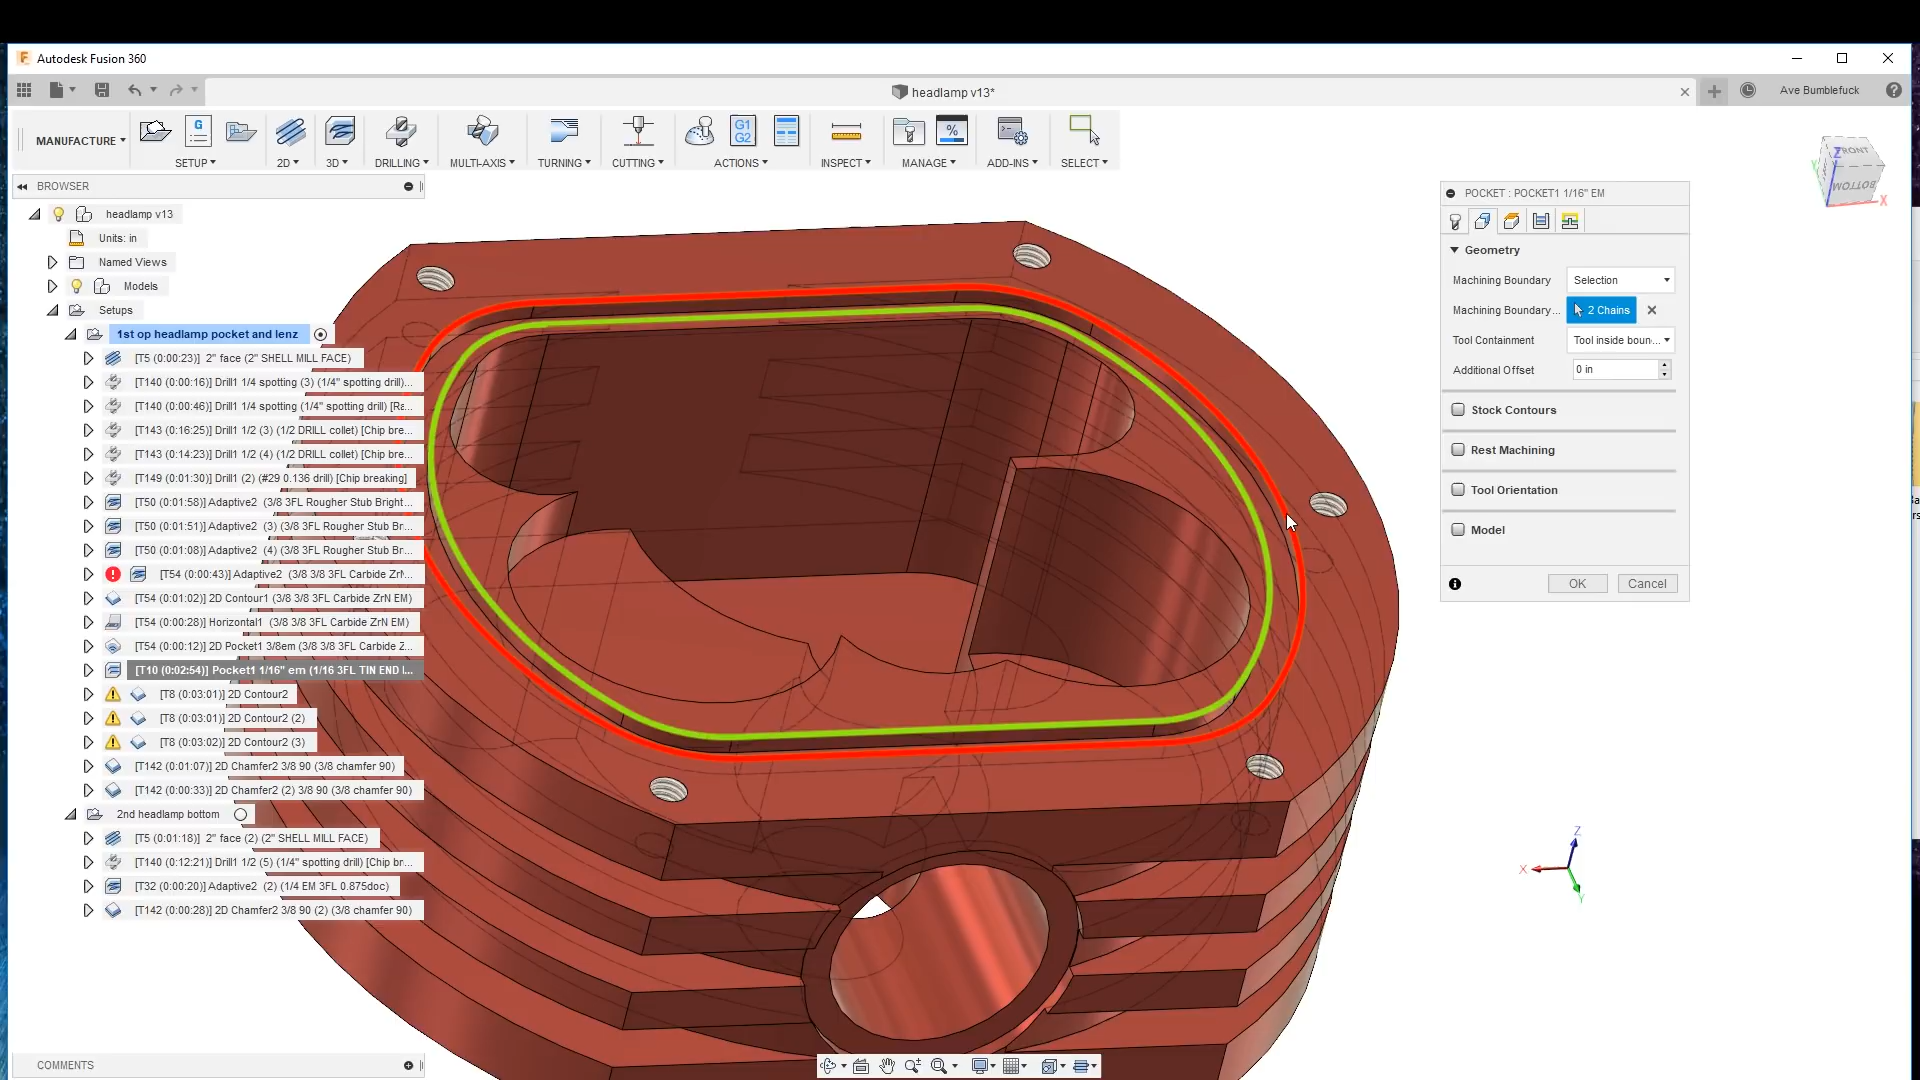 Autodesk Fusion 360
headlamp v13*
Ave Bumblefuck
MANUFACTURE
G
G1
G2
%
SETUP
2D
3D
DRILLING
MULTI-AXIS
TURNING
CUTTING
ACTIONS
INSPECT
MANAGE
ADD-INS
SELECT
BROWSER
headlamp v13
Units: in
Named Views
Models
Setups
1st op headlamp pocket and lenz
[T5 (0:00:23)] 2" face (2" SHELL MILL FACE)
[T140 (0:00:16)] Drill1 1/4 spotting (3) (1/4" spotting drill)...
[T140 (0:00:46)] Drill1 1/4 spotting (1/4" spotting drill) [Ra...
[T143 (0:16:25)] Drill1 1/2 (3) (1/2 DRILL collet) [Chip bre...
[T143 (0:14:23)] Drill1 1/2 (4) (1/2 DRILL collet) [Chip bre...
[T149 (0:01:30)] Drill1 (2) (#29 0.136 drill) [Chip breaking]
[T50 (0:01:58)] Adaptive2 (3/8 3FL Rougher Stub Bright...
[T50 (0:01:51)] Adaptive2 (3) (3/8 3FL Rougher Stub Br...
[T50 (0:01:08)] Adaptive2 (4) (3/8 3FL Rougher Stub Br...
[T54 (0:00:43)] Adaptive2 (3/8 3/8 3FL Carbide ZrN...
[T54 (0:01:02)] 2D Contour1 (3/8 3/8 3FL Carbide ZrN EM)
[T54 (0:00:28)] Horizontal1 (3/8 3/8 3FL Carbide ZrN EM)
[T54 (0:00:12)] 2D Pocket1 3/8em (3/8 3/8 3FL Carbide Z...
[T10 (0:02:54)] Pocket1 1/16" em (1/16 3FL TIN END I...
[T8 (0:03:01)] 2D Contour2
[T8 (0:03:01)] 2D Contour2 (2)
[T8 (0:03:02)] 2D Contour2 (3)
[T142 (0:01:07)] 2D Chamfer2 3/8 90 (3/8 chamfer 90)
[T142 (0:00:33)] 2D Chamfer2 (2) 3/8 90 (3/8 chamfer 90)
2nd headlamp bottom
[T5 (0:01:18)] 2" face (2) (2" SHELL MILL FACE)
[T140 (0:12:21)] Drill1 1/2 (5) (1/4" spotting drill) [Chip br...
[T32 (0:00:20)] Adaptive2 (2) (1/4 EM 3FL 0.875doc)
[T142 (0:00:28)] 2D Chamfer2 3/8 90 (2) (3/8 chamfer 90)
COMMENTS
FRONT
BOTTOM
Z
Y
X
POCKET : POCKET1 1/16" EM
Geometry
Machining Boundary
Selection
Machining Boundary...
2 Chains
Tool Containment
Tool inside boun...
Additional Offset
0 in
Stock Contours
Rest Machining
Tool Orientation
Model
OK
Cancel
Z
X
Y